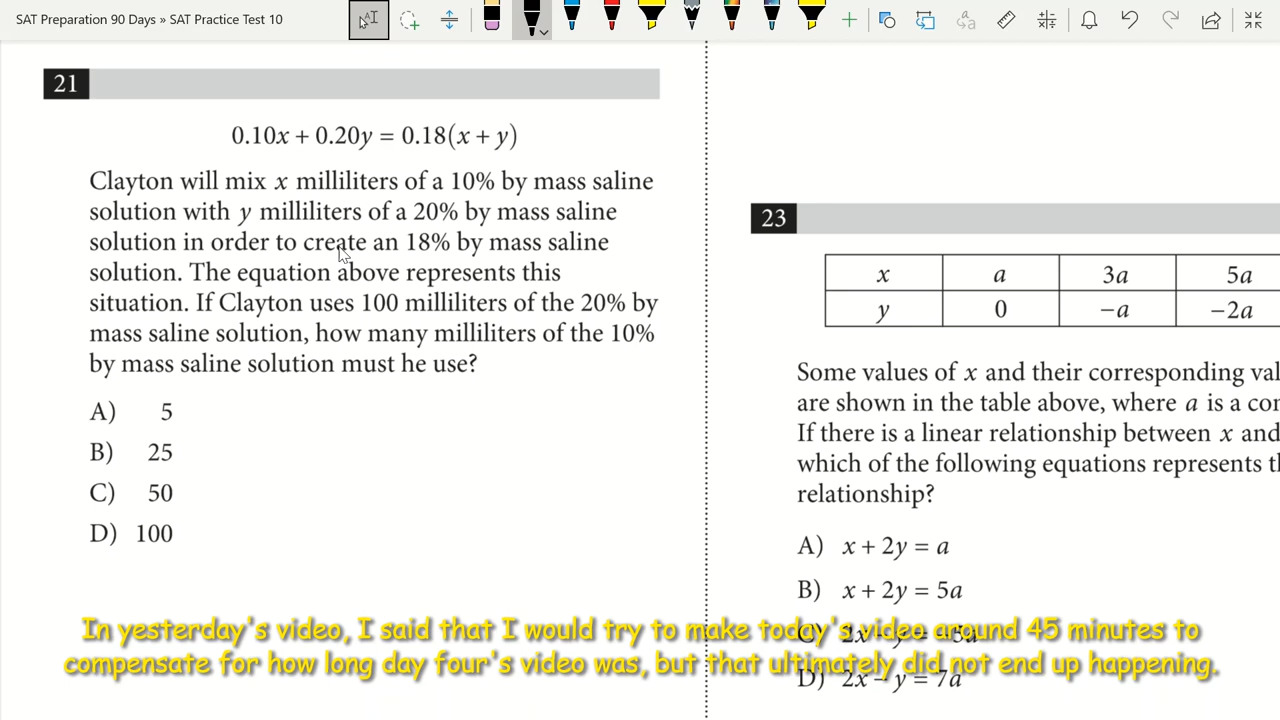 SAT Preparation 90 Days » SAT Practice Test 10
21
0.10x + 0.20y = 0.18(x + y)
Clayton will mix x milliliters of a 10% by mass saline
solution with y milliliters of a 20% by mass saline
solution in order to create an 18% by mass saline
solution. The equation above represents this
situation. If Clayton uses 100 milliliters of the 20% by
mass saline solution, how many milliliters of the 10%
by mass saline solution must he use?
A) 5
B) 25
C) 50
D) 100
23
x a 3a 5a
y 0 −a −2a
Some values of x and their corresponding
are shown in the table above, where a is a
If there is a linear relationship between x and
which of the following equations represents
relationship?
A) x + 2y = a
B) x + 2y = 5a
C) 2x − y = −5a
D) 2x − y = 7a
In yesterday's video, I said that I would try to make today's video around 45 minutes to
compensate for how long day four's video was, but that ultimately did not end up happening.